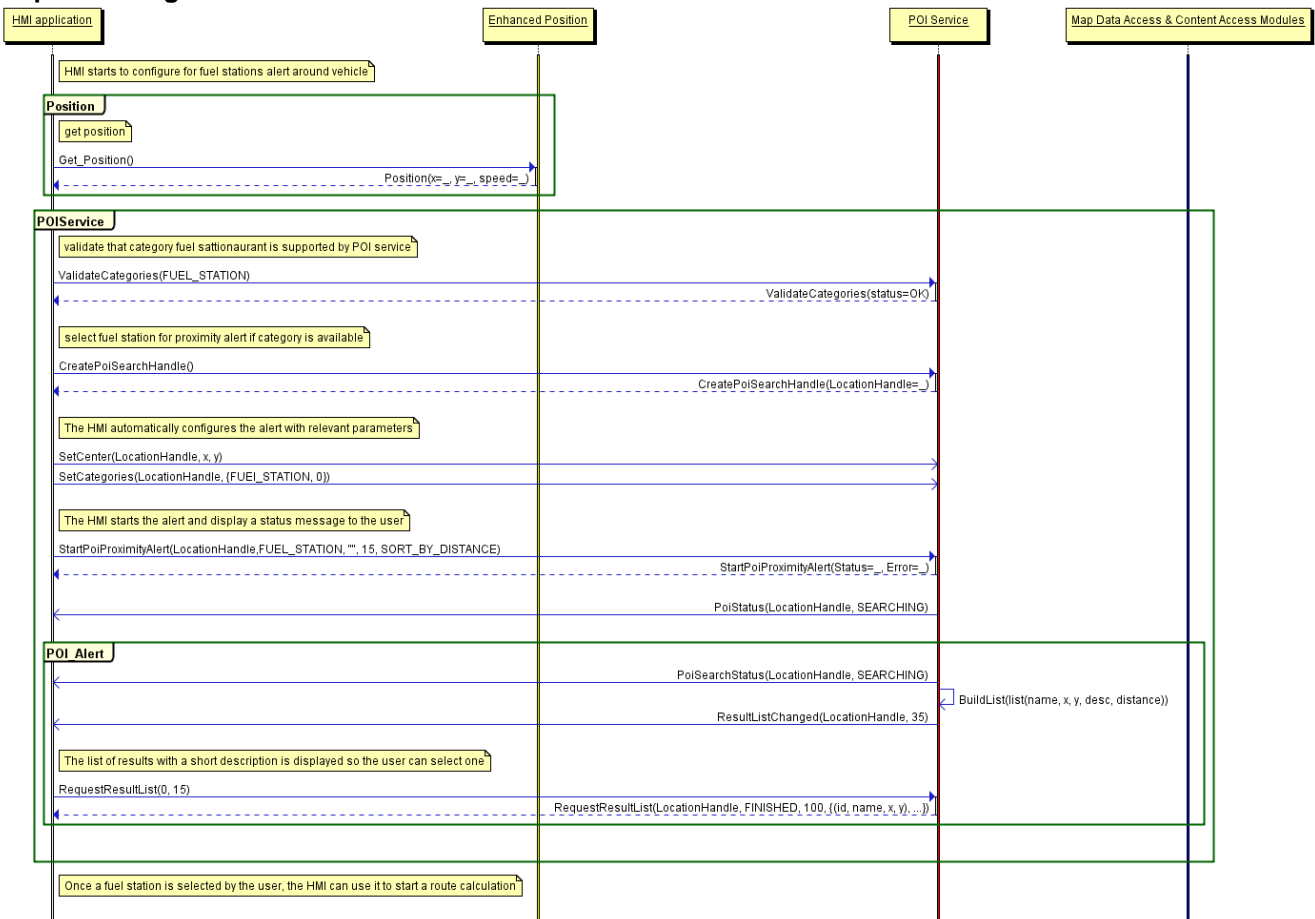 HMI application
Enhanced Position
POI Service
Map Data Access & Content Access Modules
HMI starts to configure for fuel stations alert around vehicle
Position
get position
Get_Position()
Position(x=_, y=_, speed=_)
POIService
validate that category fuel sattionaurant is supported by POI service
ValidateCategories(FUEL_STATION)
ValidateCategories(status=OK)
select fuel station for proximity alert if category is available
CreatePoiSearchHandle()
CreatePoiSearchHandle(LocationHandle=_)
The HMI automatically configures the alert with relevant parameters
SetCenter(LocationHandle, x, y)
SetCategories(LocationHandle, {FUEl_STATION, 0})
The HMI starts the alert and display a status message to the user
StartPoiProximityAlert(LocationHandle,FUEL_STATION, "", 15, SORT_BY_DISTANCE)
StartPoiProximityAlert(Status=_, Error=_)
PoiStatus(LocationHandle, SEARCHING)
POI_Alert
PoiSearchStatus(LocationHandle, SEARCHING)
BuildList(list(name, x, y, desc, distance))
ResultListChanged(LocationHandle, 35)
The list of results with a short description is displayed so the user can select one
RequestResultList(0, 15)
RequestResultList(LocationHandle, FINISHED, 100, {(id, name, x, y), ...})
Once a fuel station is selected by the user, the HMI can use it to start a route calculation